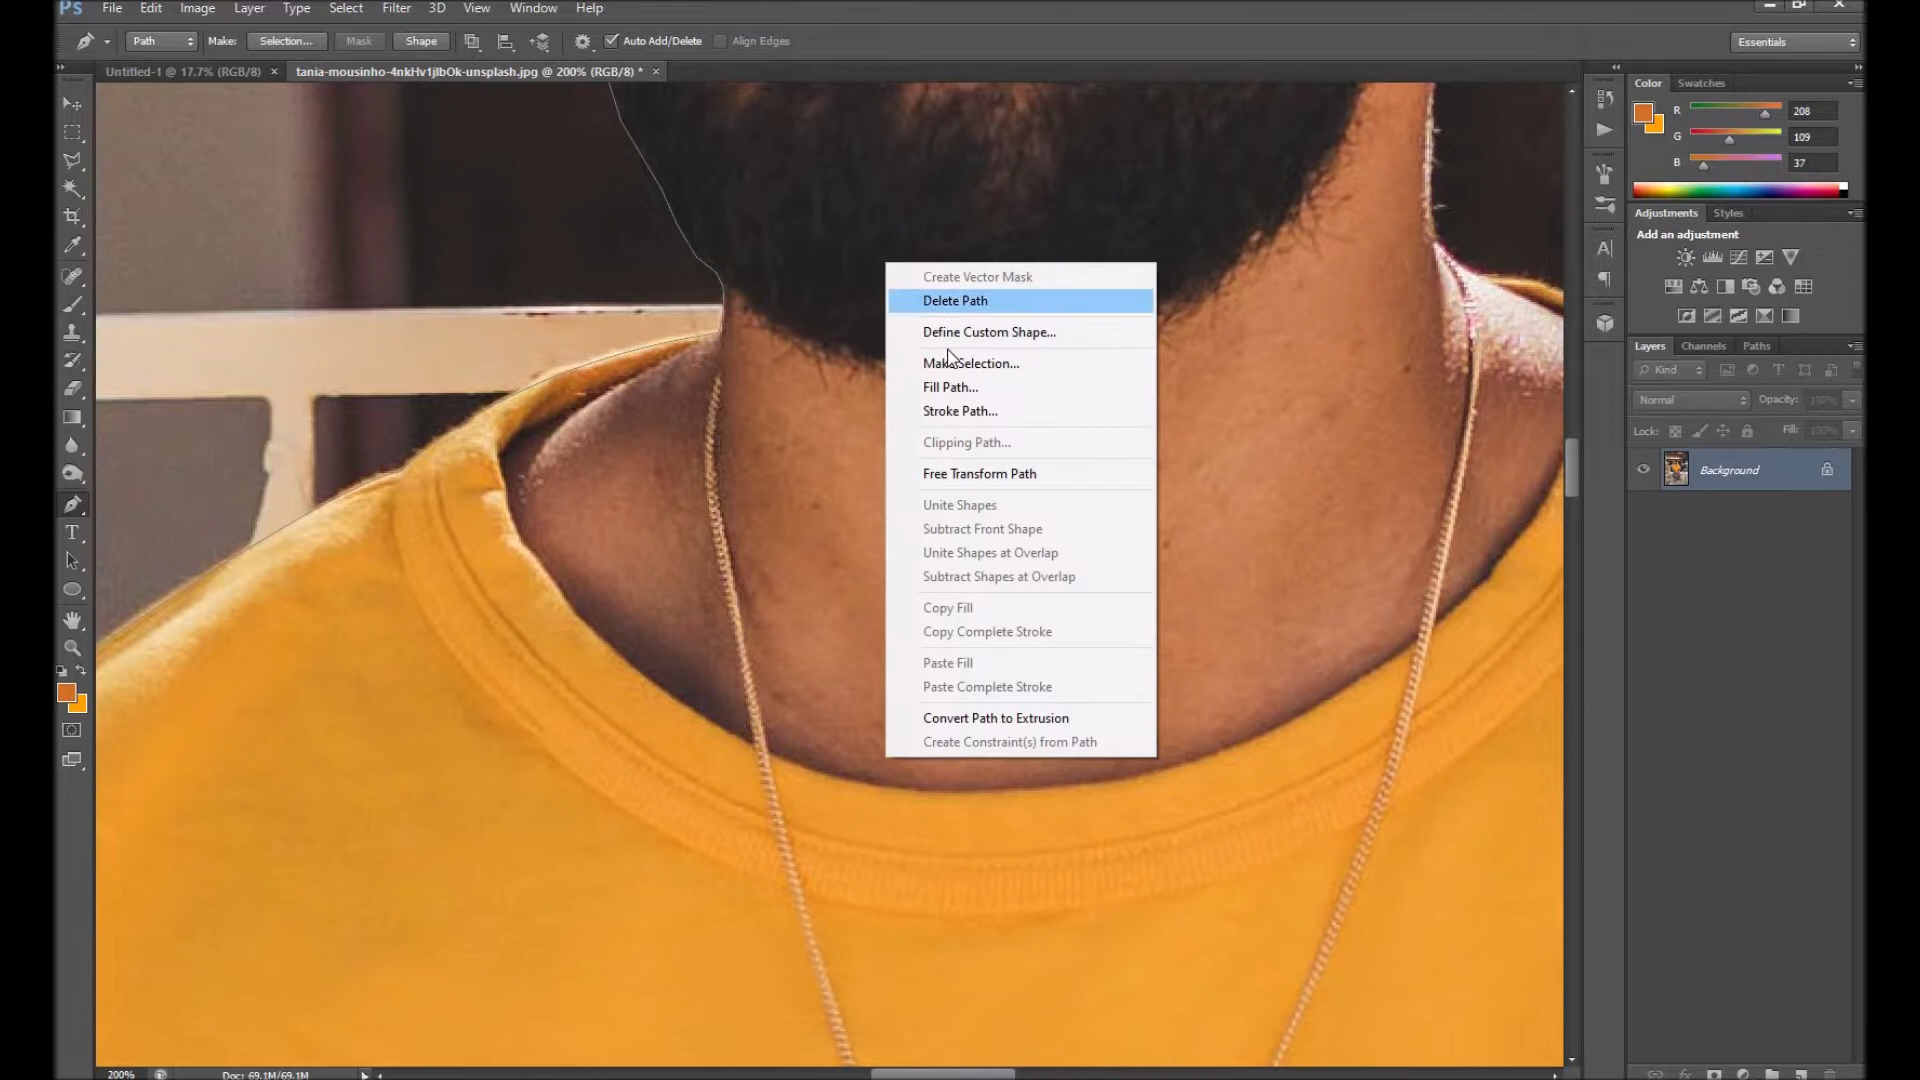 Ps File Edit Image Layer Type Select Filter 3D View Window Help
Path Make: Selection... Mask Shape Auto Add/Delete Align Edges Essentials
Untitled-1 @ 17.7% (RGB/8) × tania-mousinho-4nkHv1jlbOk-unsplash.jpg @ 200% (RGB/8) * ×
Color Swatches
R 208
G 109
B 37
Adjustments Styles
Add an adjustment
Layers Channels Paths
Kind
Normal Opacity: 100%
Lock: Fill: 100%
Background
Create Vector Mask
Delete Path
Define Custom Shape...
Make Selection...
Fill Path...
Stroke Path...
Clipping Path...
Free Transform Path
Unite Shapes
Subtract Front Shape
Unite Shapes at Overlap
Subtract Shapes at Overlap
Copy Fill
Copy Complete Stroke
Paste Fill
Paste Complete Stroke
Convert Path to Extrusion
Create Constraint(s) from Path
200% Doc: 69.1M/69.1M